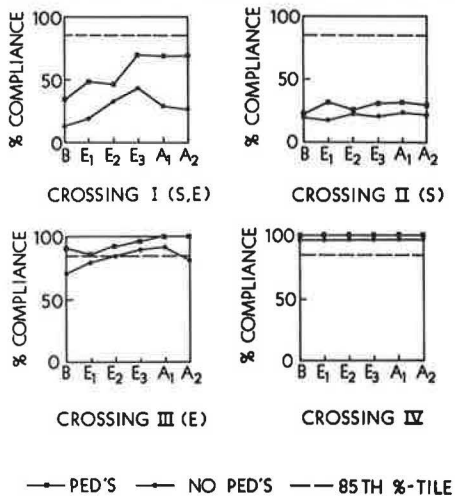 % COMPLIANCE
100
50
0
B E1 E2 E3 A1 A2
CROSSING I (S,E)
% COMPLIANCE
100
50
0
B E1 E2 E3 A1 A2
CROSSING II (S)
% COMPLIANCE
100
50
0
B E1 E2 E3 A1 A2
CROSSING III (E)
% COMPLIANCE
100
50
0
B E1 E2 E3 A1 A2
CROSSING IV
PED'S NO PED'S 85TH %-TILE